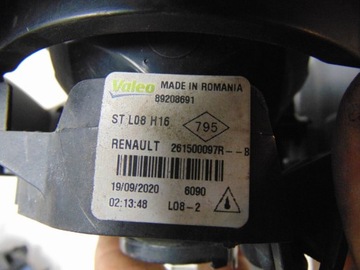 Valeo MADE IN ROMANIA
89208691
ST L08 H16 795
RENAULT 261500097R--B
19/09/2020 6090
02:13:48 L08-2